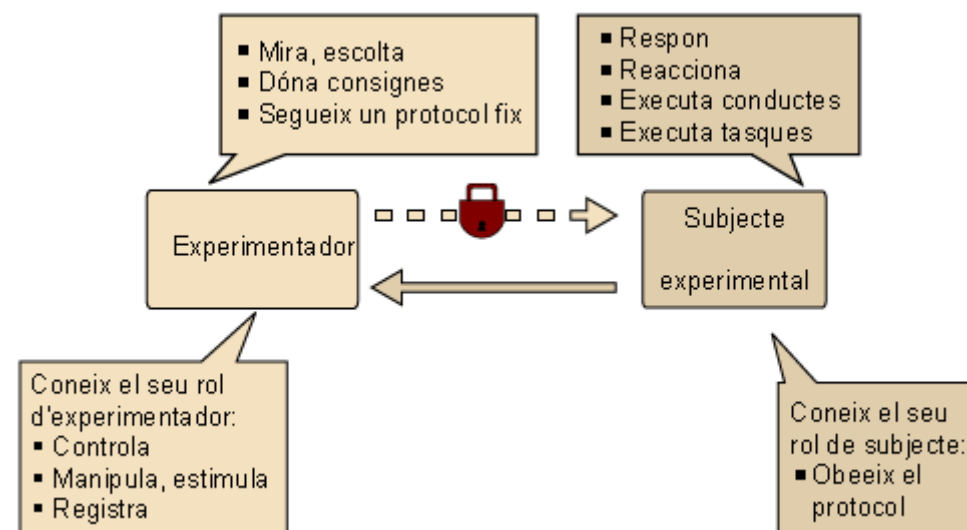 ▪ Mira, escolta
▪ Dóna consignes
▪ Segueix un protocol fix
▪ Respon
▪ Reacciona
▪ Executa conductes
▪ Executa tasques
Experimentador
Subjecte
experimental
Coneix el seu rol
d'experimentador:
▪ Controla
▪ Manipula, estimula
▪ Registra
Coneix el seu
rol de subjecte:
▪ Obeeix el
protocol